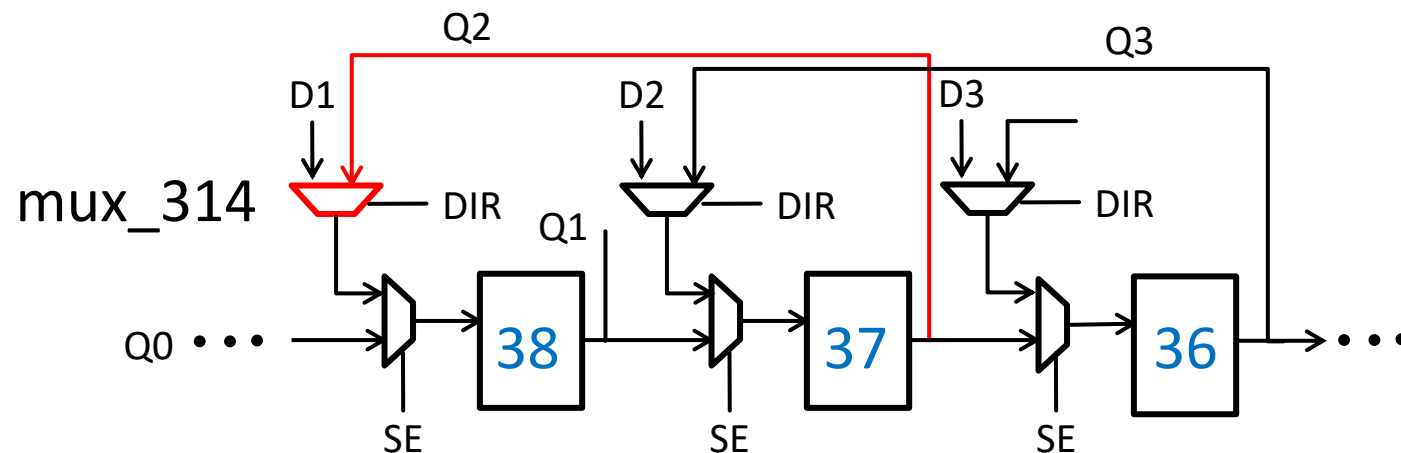 Q2
Q3
D1
D2
D3
mux_314
DIR
DIR
DIR
Q1
Q0 • • •
38
37
36
• • •
SE
SE
SE